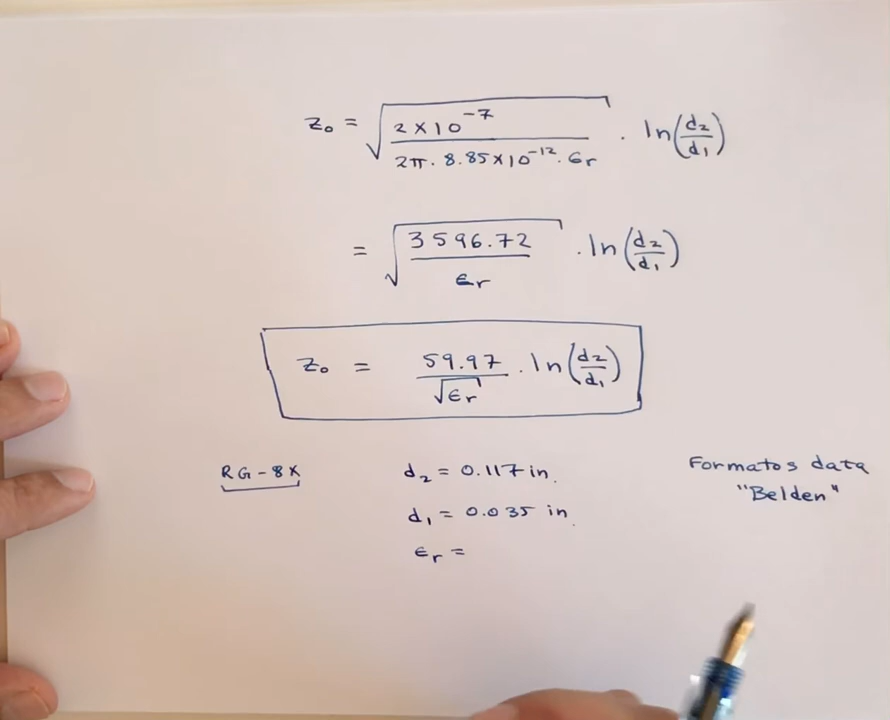 Z₀ = √(2×10⁻⁷ / 2π · 8.85×10⁻¹² · εr) · ln(d₂/d₁)
= √(3596.72 / εr) · ln(d₂/d₁)
Z₀ = 59.97 / √εr · ln(d₂/d₁)
RG-8X
d₂ = 0.117 in.
d₁ = 0.035 in.
εr =
Formatos data
"Belden"